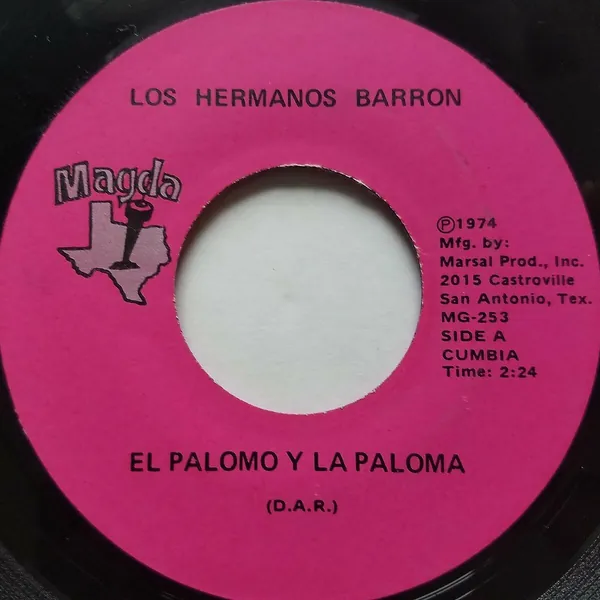 LOS HERMANOS BARRON
Magda
Ⓟ1974
Mfg. by:
Marsal Prod., Inc.
2015 Castroville
San Antonio, Tex.
MG-253
SIDE A
CUMBIA
Time: 2:24
EL PALOMO Y LA PALOMA
(D.A.R.)